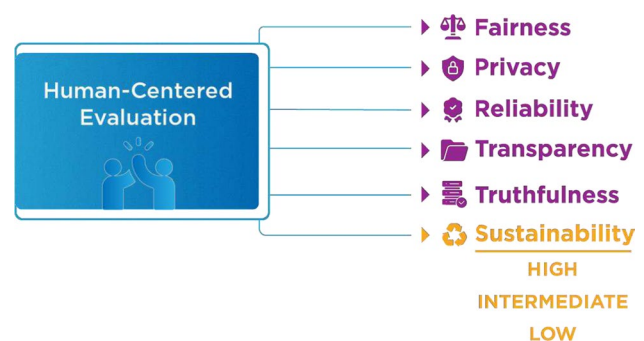 Human-Centered
Evaluation
Fairness
Privacy
Reliability
Transparency
Truthfulness
Sustainability
HIGH
INTERMEDIATE
LOW